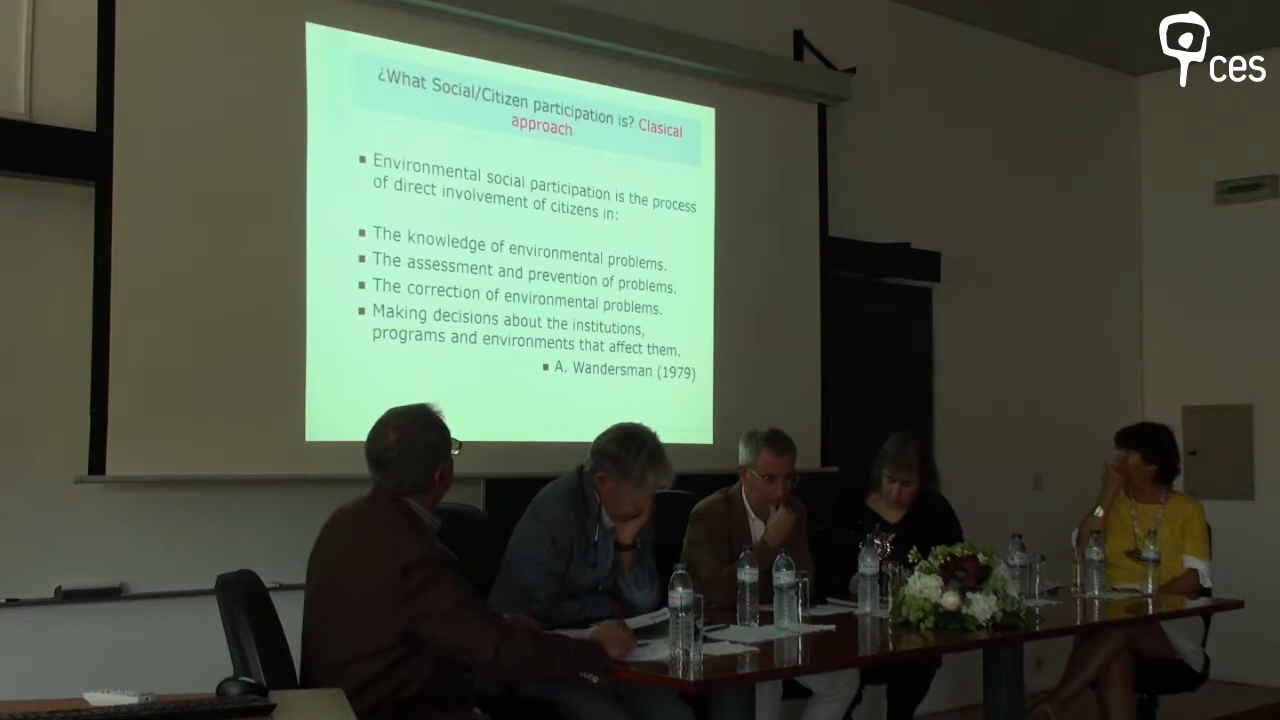 ces
¿What Social/Citizen participation is? Clasical
approach
▪ Environmental social participation is the process
of direct involvement of citizens in:
▪ The knowledge of environmental problems.
▪ The assessment and prevention of problems.
▪ The correction of environmental problems.
▪ Making decisions about the institutions,
programs and environments that affect them.
▪ A. Wandersman (1979)